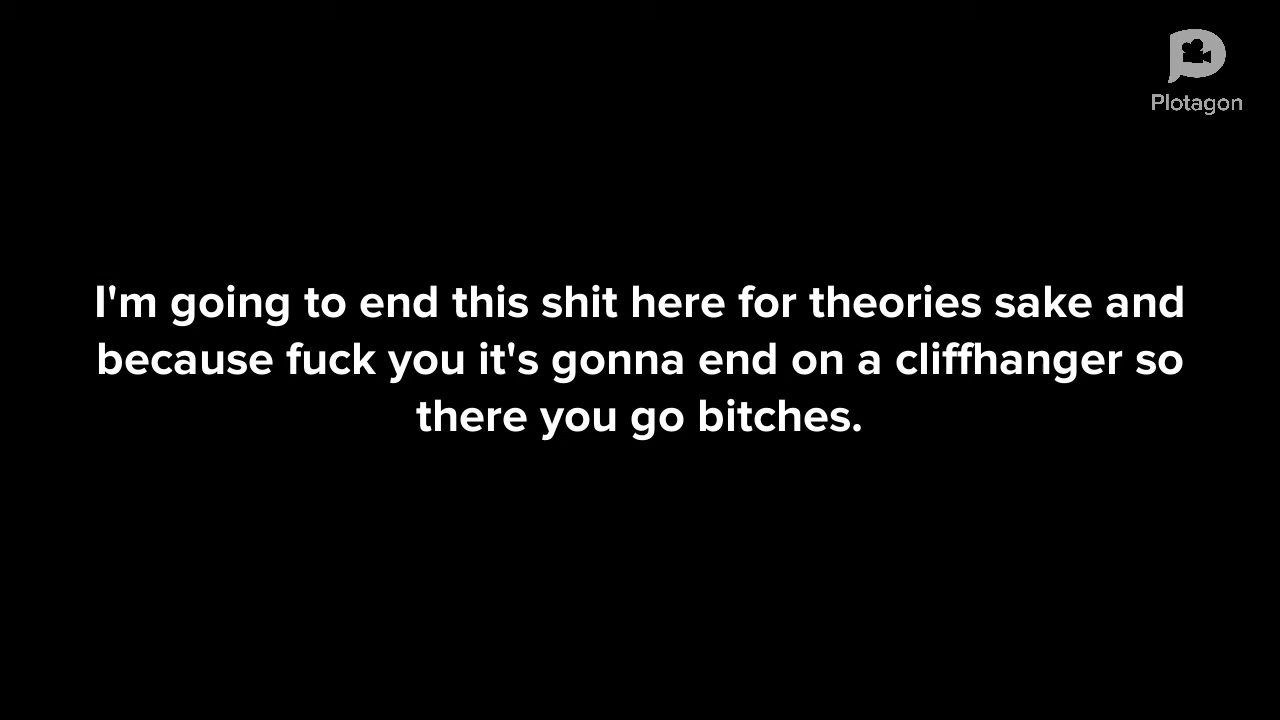 Plotagon
I'm going to end this shit here for theories sake and
because fuck you it's gonna end on a cliffhanger so
there you go bitches.